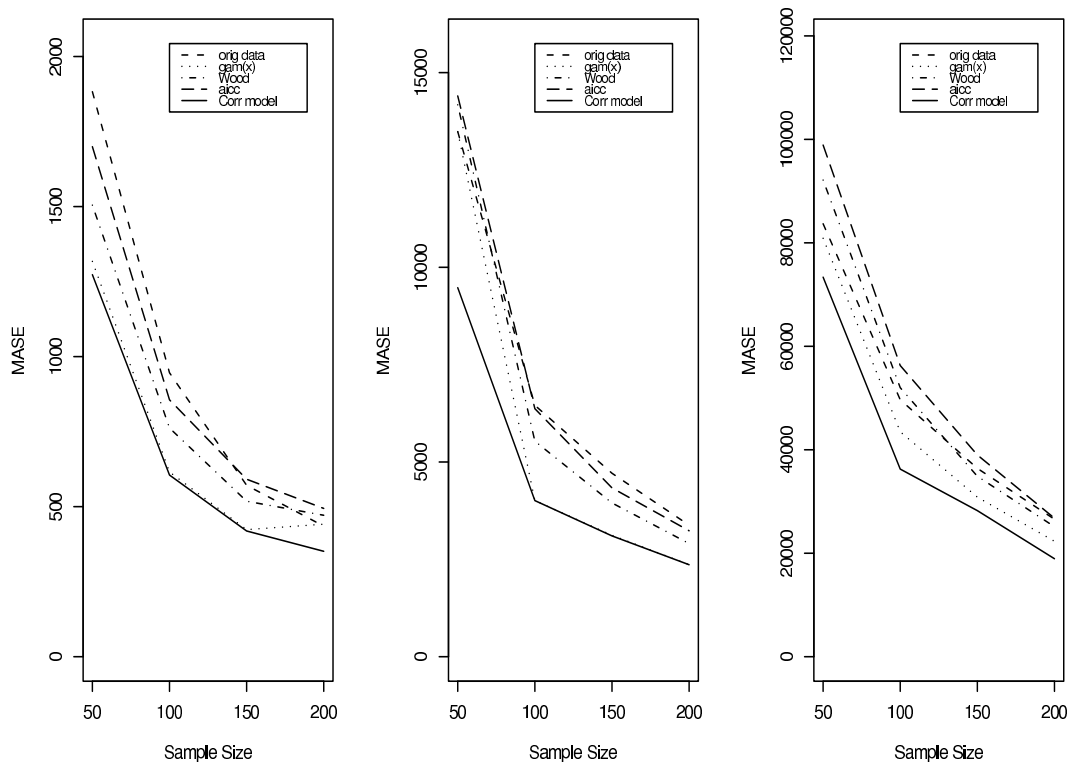 MASE
2000
1500
1000
500
0
orig data
gam(x)
Wood
aicc
Corr model
50 100 150 200
Sample Size
MASE
15000
10000
5000
0
orig data
gam(x)
Wood
aicc
Corr model
50 100 150 200
Sample Size
MASE
120000
100000
80000
60000
40000
20000
0
orig data
gam(x)
Wood
aicc
Corr model
50 100 150 200
Sample Size